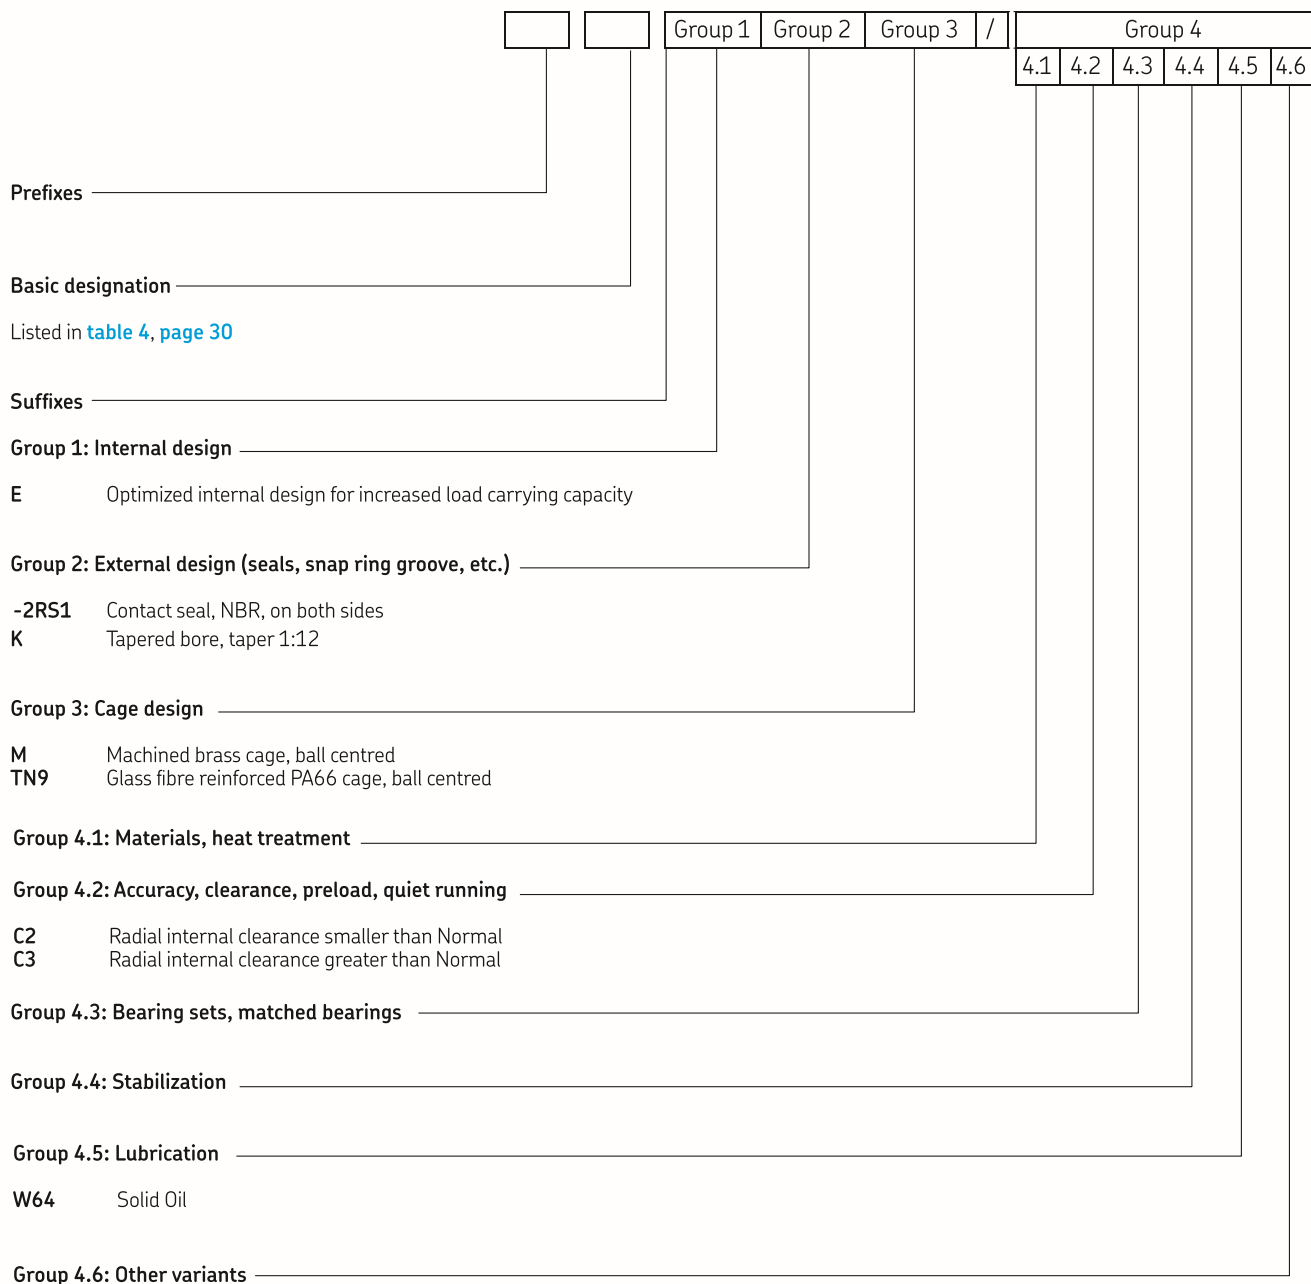 Group 1 Group 2 Group 3 / Group 4
4.1 4.2 4.3 4.4 4.5 4.6
Prefixes
Basic designation
Listed in table 4, page 30
Suffixes
Group 1: Internal design
E Optimized internal design for increased load carrying capacity
Group 2: External design (seals, snap ring groove, etc.)
-2RS1 Contact seal, NBR, on both sides
K Tapered bore, taper 1:12
Group 3: Cage design
M Machined brass cage, ball centred
TN9 Glass fibre reinforced PA66 cage, ball centred
Group 4.1: Materials, heat treatment
Group 4.2: Accuracy, clearance, preload, quiet running
C2 Radial internal clearance smaller than Normal
C3 Radial internal clearance greater than Normal
Group 4.3: Bearing sets, matched bearings
Group 4.4: Stabilization
Group 4.5: Lubrication
W64 Solid Oil
Group 4.6: Other variants